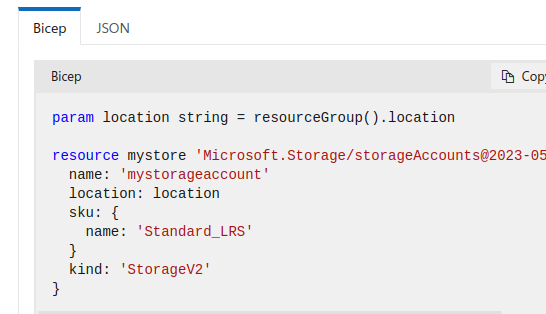 Bicep JSON
Bicep Copy
param location string = resourceGroup().location
resource mystore 'Microsoft.Storage/storageAccounts@2023-05
name: 'mystorageaccount'
location: location
sku: {
name: 'Standard_LRS'
}
kind: 'StorageV2'
}